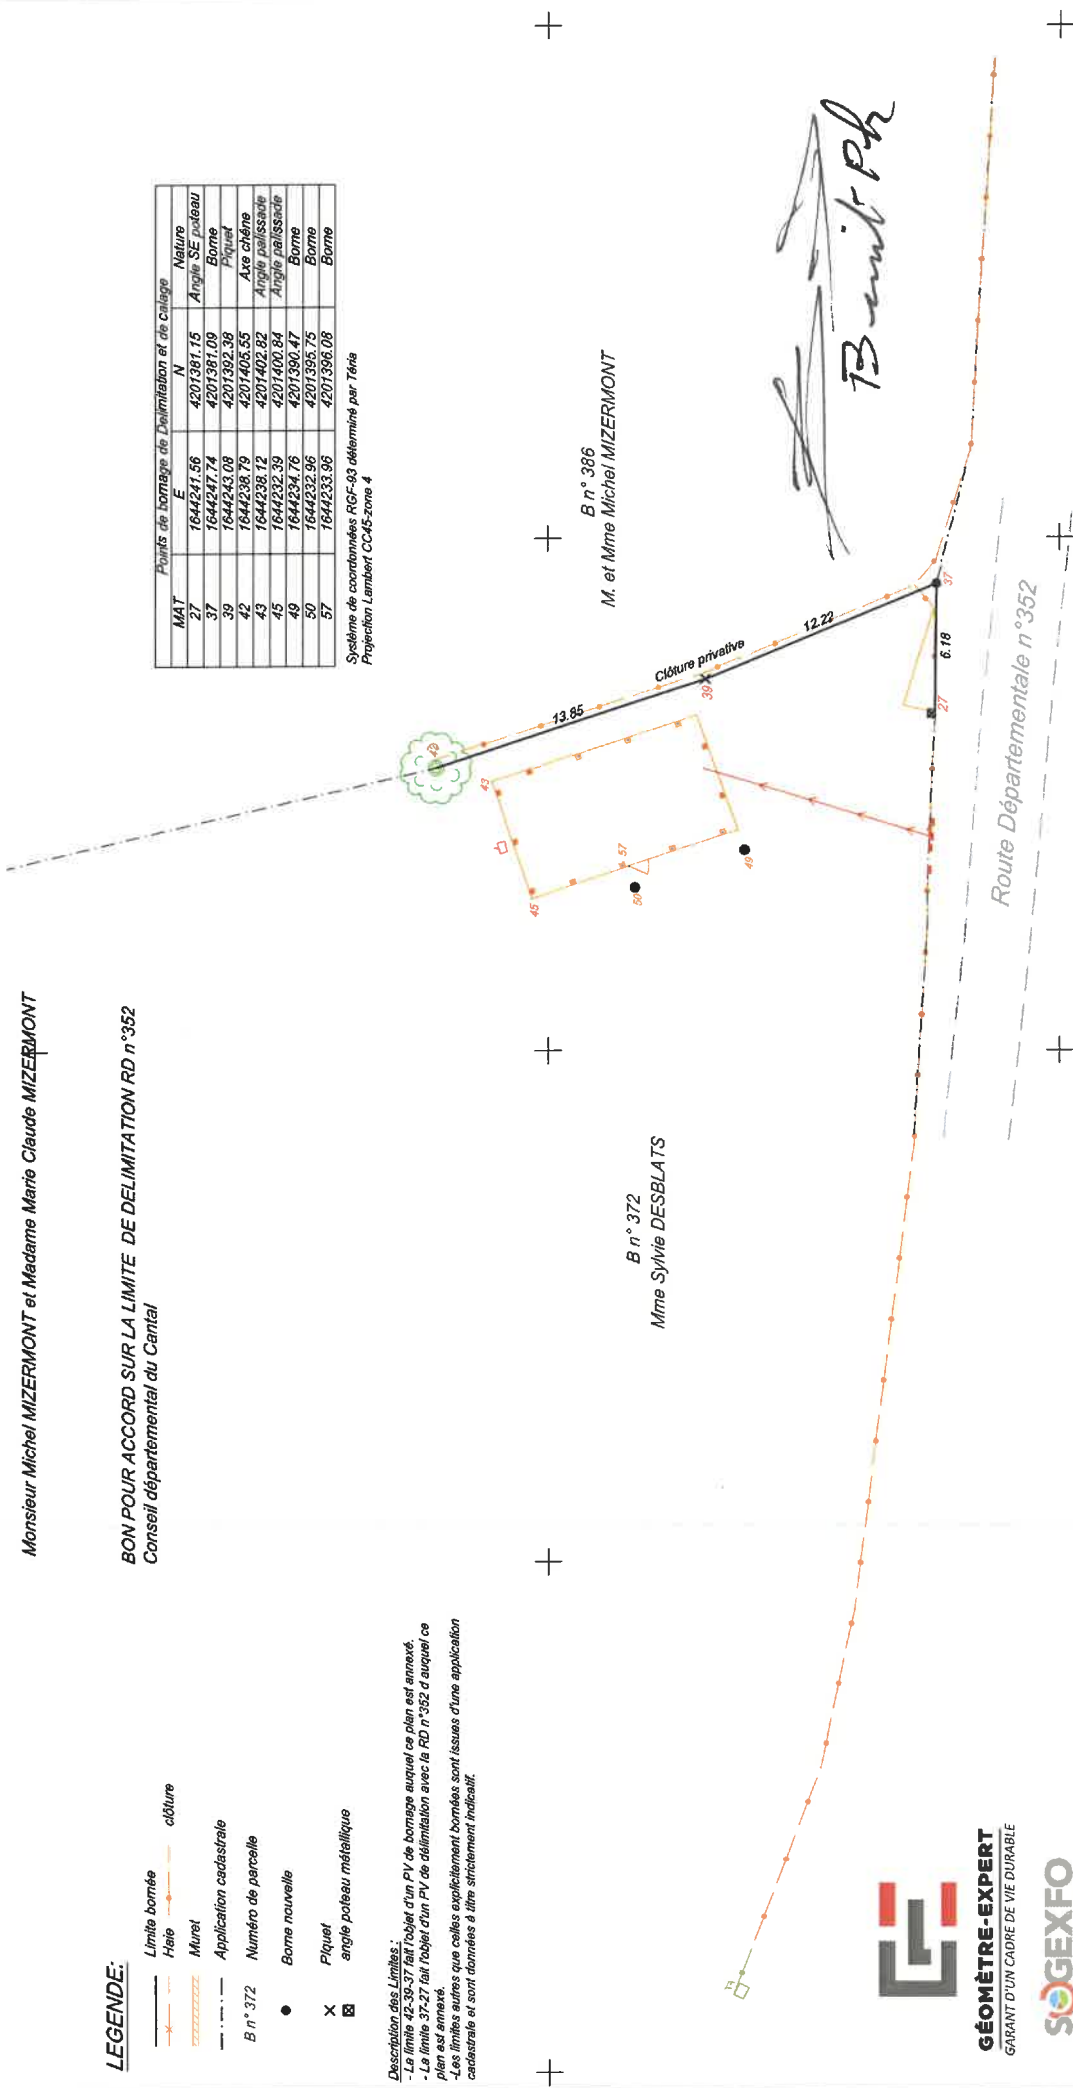 Monsieur Michel MIZERMONT et Madame Marie Claude MIZERMONT
BON POUR ACCORD SUR LA LIMITE DE DELIMITATION RD n°352
Conseil départemental du Cantal
LEGENDE:
Limite bornée
Haie
clôture
Muret
Application cadastrale
B n° 372 Numéro de parcelle
Borne nouvelle
Piquet
angle poteau métallique
Description des Limites :
- La limite 42-39-37 fait l'objet d'un PV de bornage auquel ce plan est annexé.
- La limite 37-27 fait l'objet d'un PV de délimitation avec la RD n°352 d auquel ce
plan est annexé.
-Les limites autres que celles explicitement bornées sont issues d'une application
cadastrale et sont données à titre strictement indicatif.
Points de bornage de Délimitation et de calage
MAT E N Nature
27 1644241.56 4201381.15 Angle SE poteau
37 1644247.74 4201381.09 Borne
39 1644243.08 4201392.38 Piquet
42 1644238.79 4201405.55 Axe chêne
43 1644238.12 4201402.82 Angle palissade
45 1644232.39 4201400.84 Angle palissade
49 1644234.76 4201390.47 Borne
50 1644232.96 4201395.75 Borne
57 1644233.96 4201396.08 Borne
Système de coordonnées RGF-93 déterminé par Téria
Projection Lambert CC45-zone 4
B n° 386
M. et Mme Michel MIZERMONT
42
43
45
13.85
Clôture privative
39
12.22
57
50
49
37
6.18
27
B n° 372
Mme Sylvie DESBLATS
Route Départementale n°352
GÉOMÈTRE-EXPERT
GARANT D'UN CADRE DE VIE DURABLE
SOGEXFO